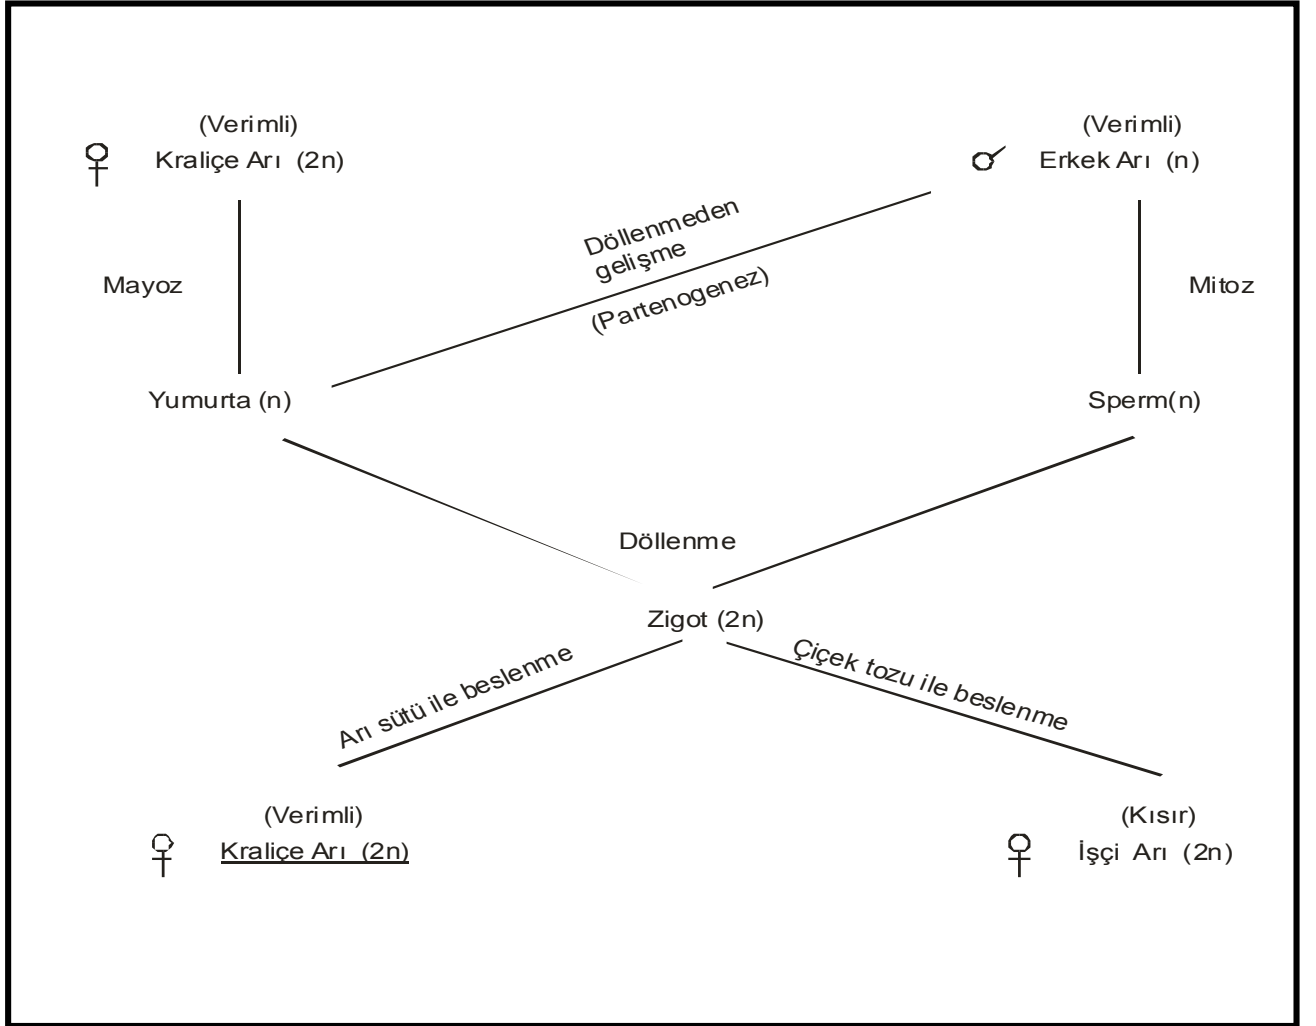 (Verimli)
Kraliçe Arı (2n)
(Verimli)
Erkek Arı (n)
Döllenmeden
gelişme
(Partenogenez)
Mayoz
Mitoz
Yumurta (n)
Sperm(n)
Döllenme
Zigot (2n)
Arı sütü ile beslenme
Çiçek tozu ile beslenme
(Verimli)
Kraliçe Arı (2n)
(Kısır)
İşçi Arı (2n)